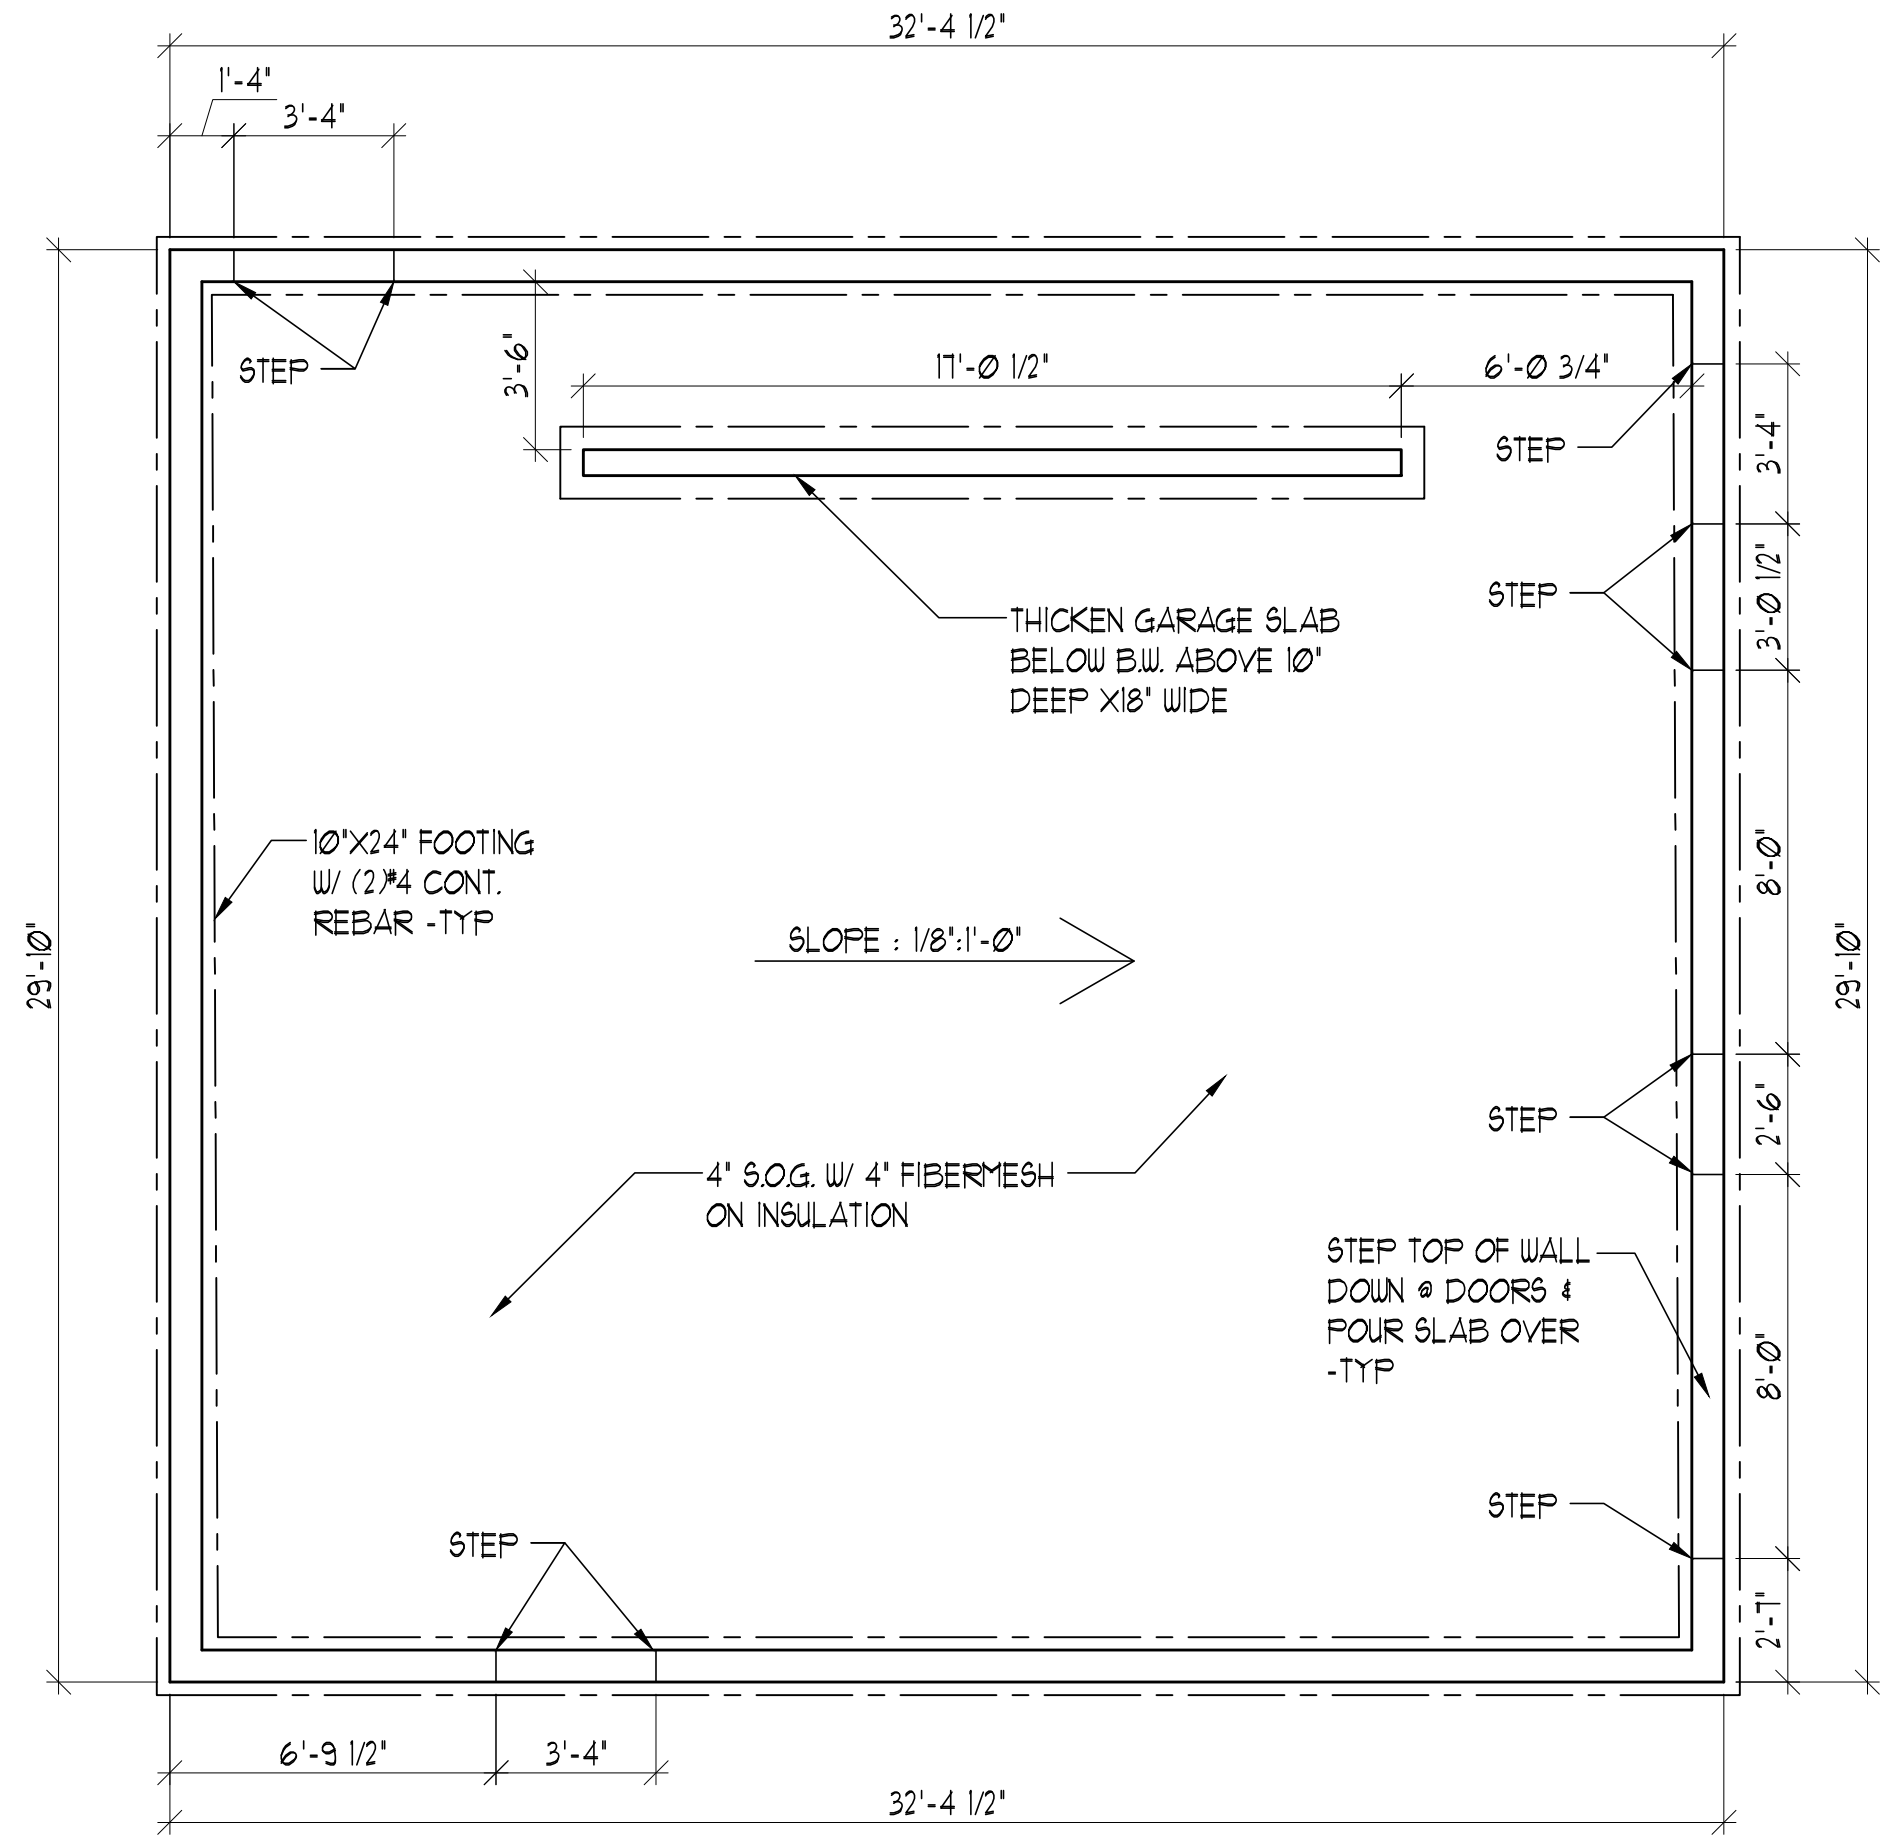 32'-4 1/2"
1'-4"
3'-4"
STEP
3'-6"
17'-0 1/2"
6'-0 3/4"
STEP
3'-4"
STEP
3'-0 1/2"
THICKEN GARAGE SLAB
BELOW B.W. ABOVE 10"
DEEP X18" WIDE
10"X24" FOOTING
W/ (2)#4 CONT.
REBAR -TYP
8'-0"
SLOPE : 1/8":1'-0"
29'-10"
29'-10"
STEP
2'-6"
4" S.O.G. W/ 4" FIBERMESH
ON INSULATION
STEP TOP OF WALL
DOWN @ DOORS &
POUR SLAB OVER
-TYP
8'-0"
STEP
STEP
2'-7"
6'-9 1/2"
3'-4"
32'-4 1/2"